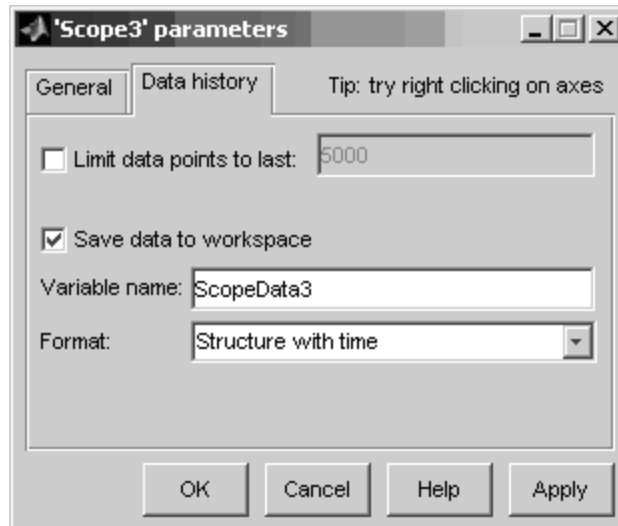 'Scope3' parameters
General
Data history
Tip: try right clicking on axes
Limit data points to last: 5000
Save data to workspace
Variable name: ScopeData3
Format: Structure with time
OK Cancel Help Apply